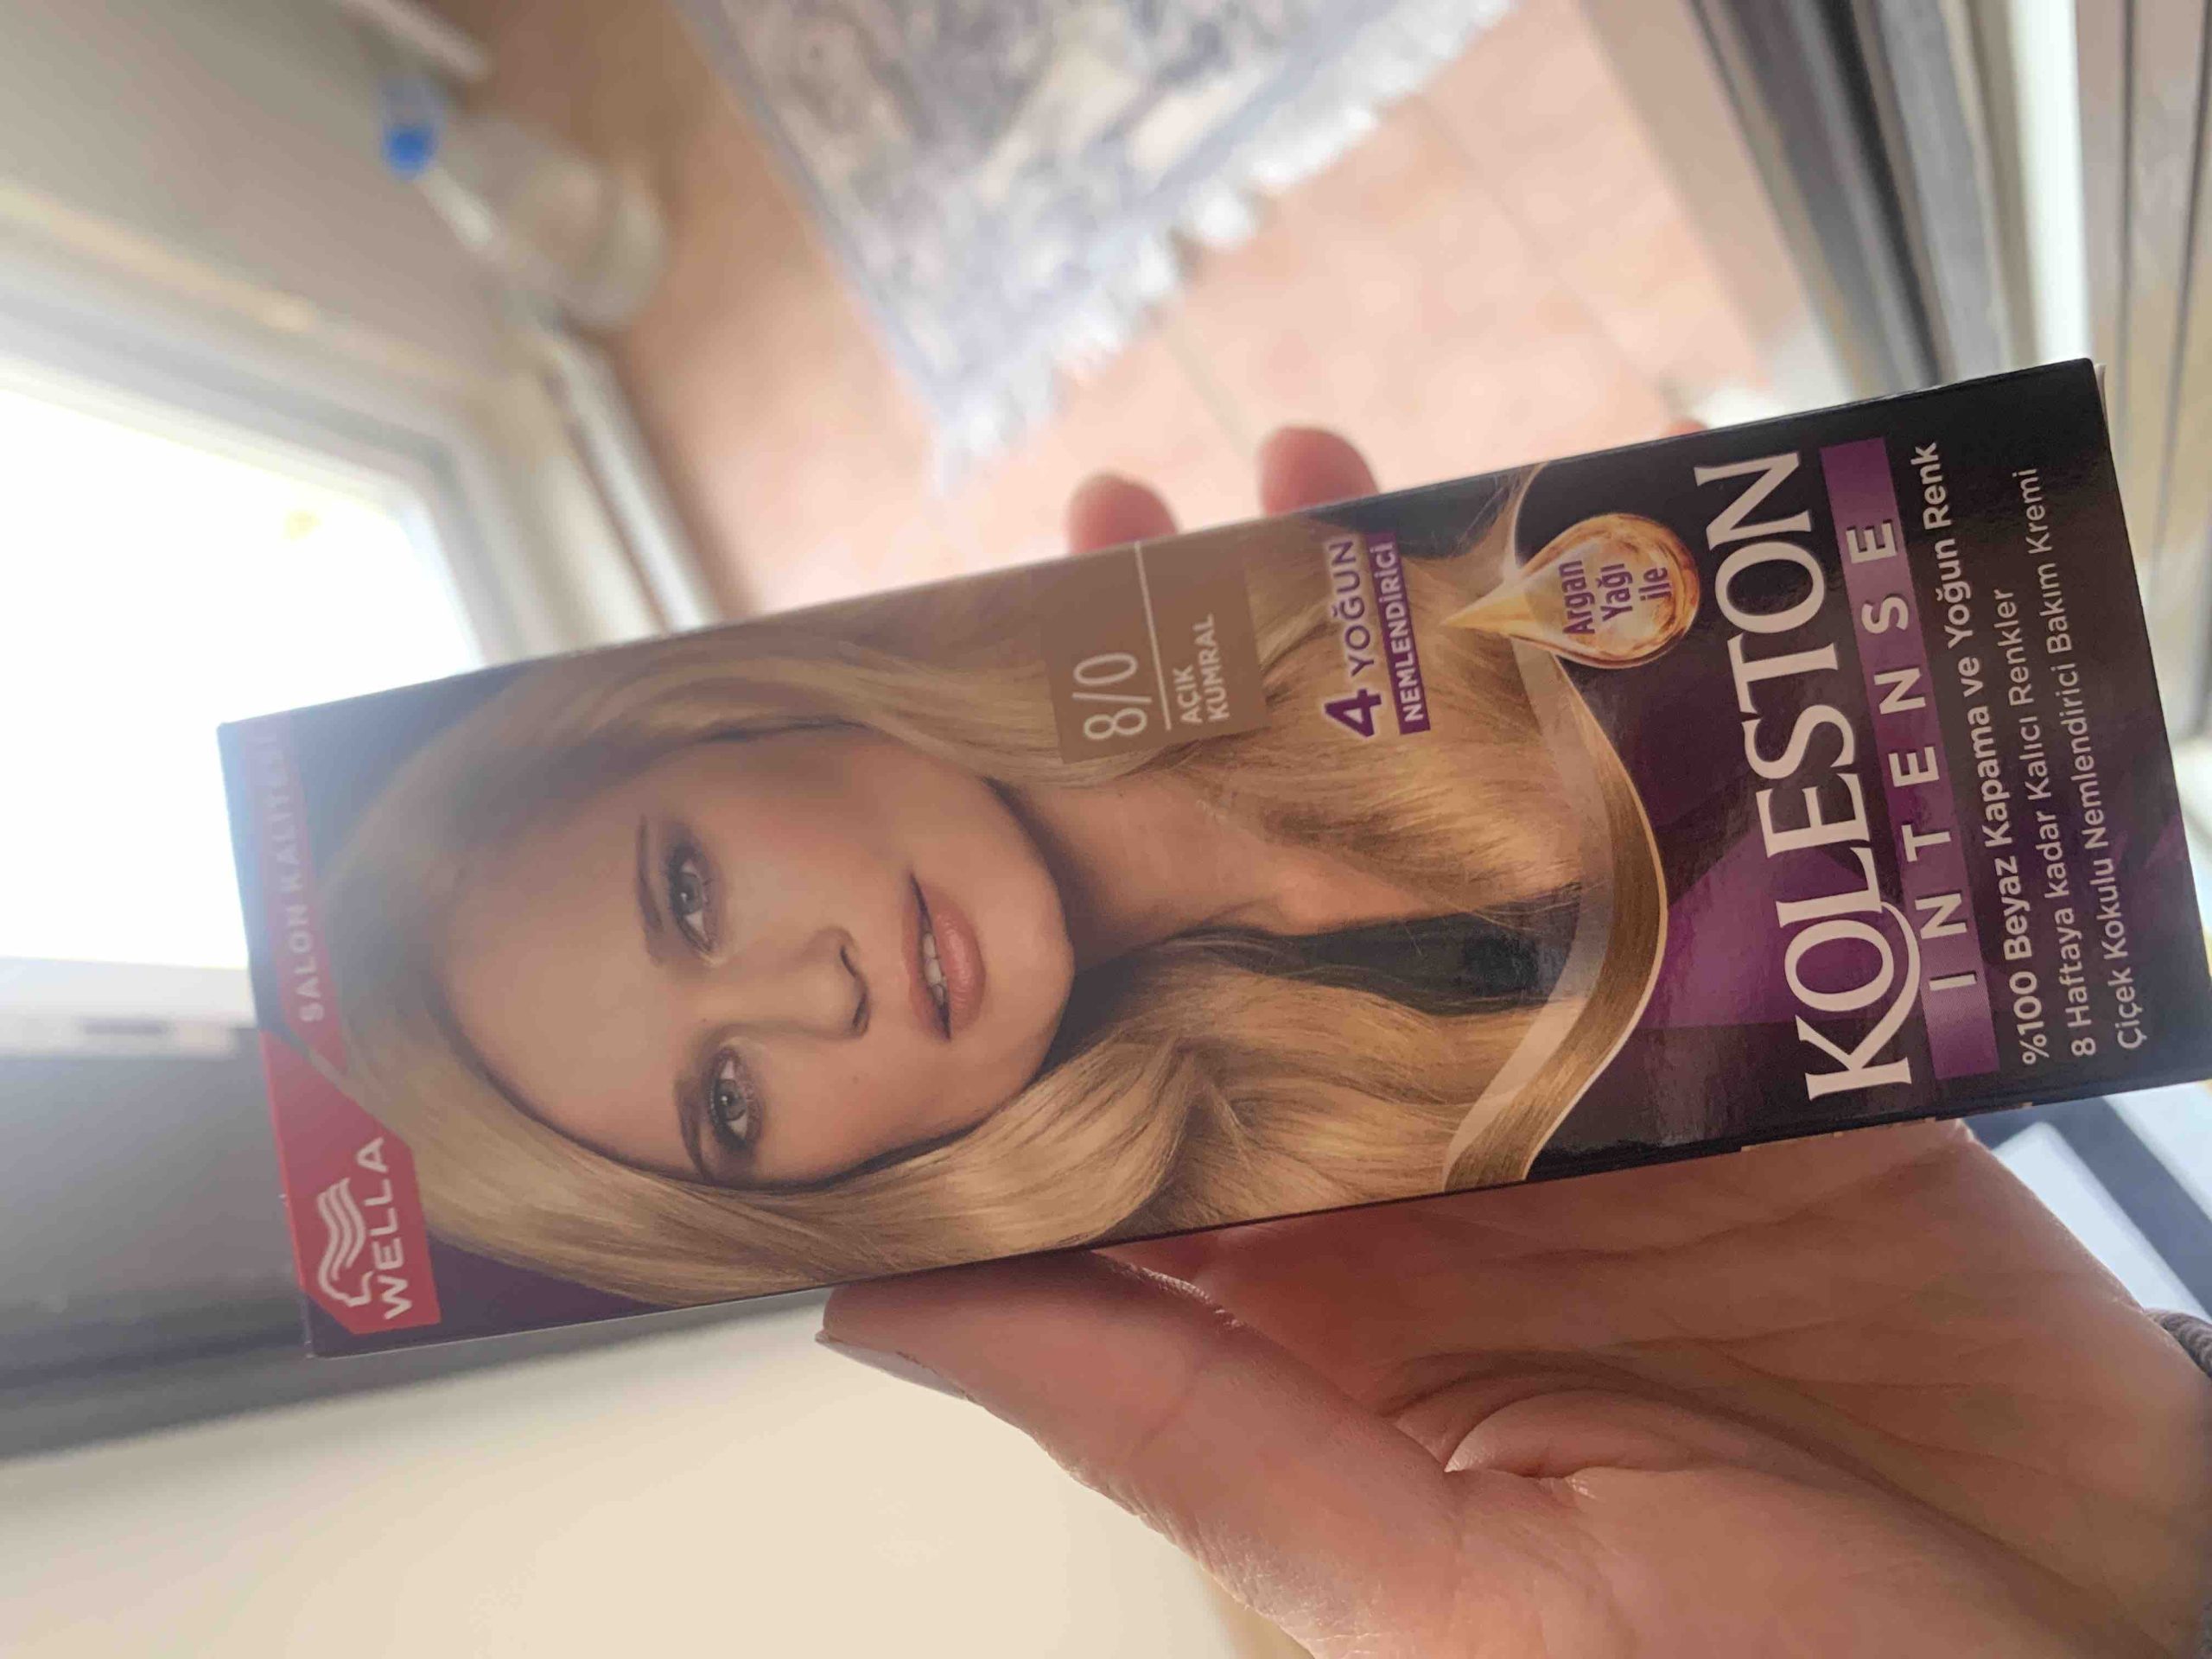 WELLA
SALON KALİTESİ
8/0
AÇIK
KUMRAL
4 YOĞUN
NEMLENDİRİCİ
Argan
Yağı
ile
KOLESTON
INTENSE
%100 Beyaz Kapama ve Yoğun Renk
8 Haftaya kadar Kalıcı Renkler
Çiçek Kokulu Nemlendirici Bakım Kremi